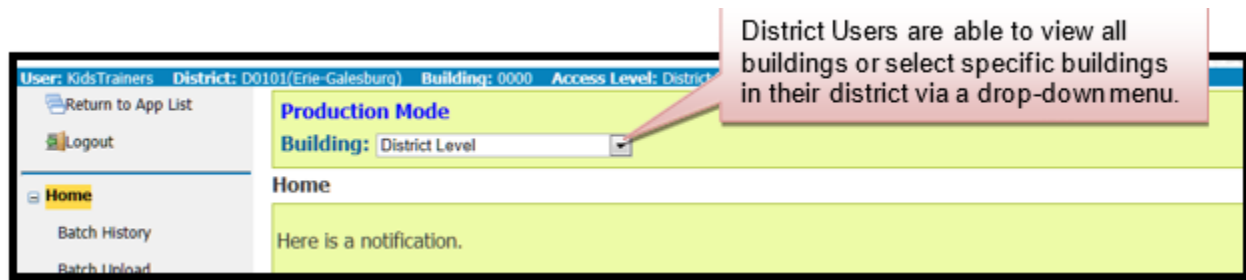 District Users are able to view all
buildings or select specific buildings
in their district via a drop-down menu.
User: KidsTrainers District: D0101(Erie-Galesburg) Building: 0000 Access Level: District
Return to App List
Logout
Production Mode
Building: District Level
Home
Batch History
Batch Upload
Home
Here is a notification.